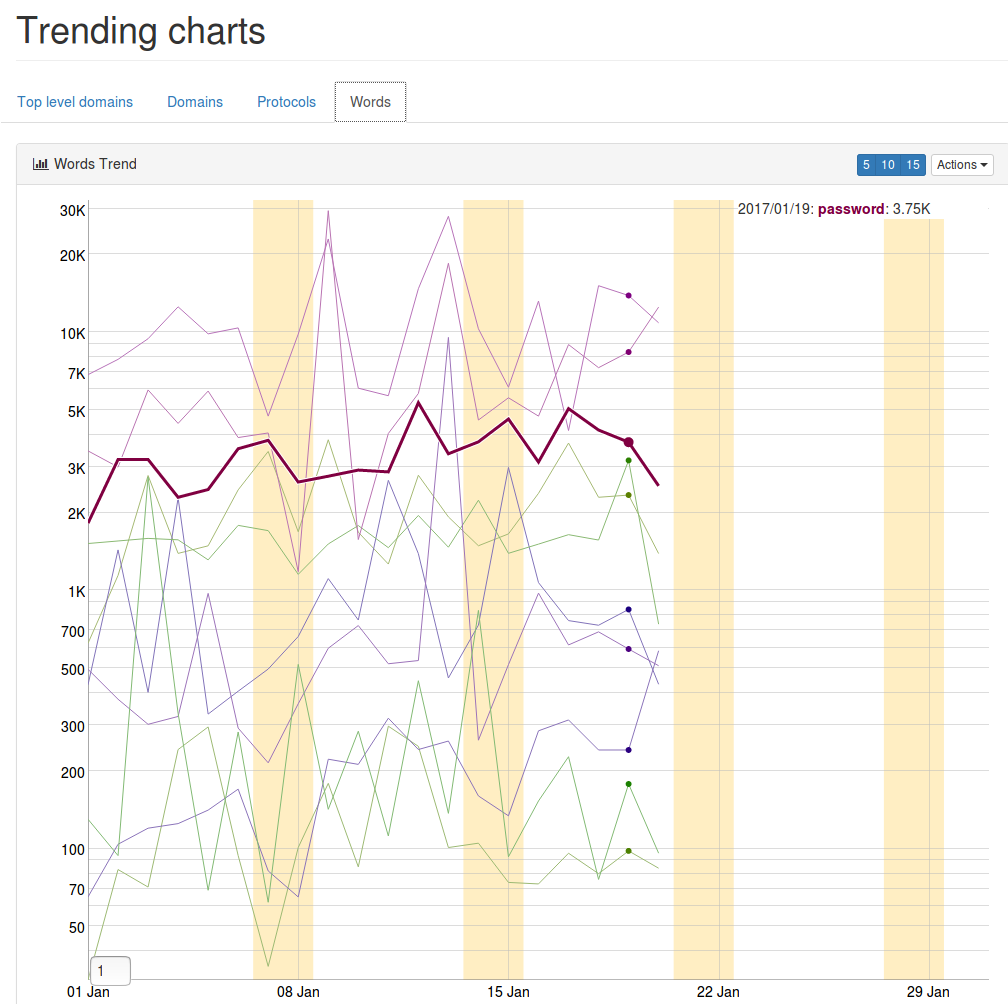 Trending charts
Top level domains Domains Protocols Words
Words Trend 5 10 15 Actions
2017/01/19: password: 3.75K
30K
20K
10K
7K
5K
3K
2K
1K
700
500
300
200
100
70
50
1
01 Jan 08 Jan 15 Jan 22 Jan 29 Jan